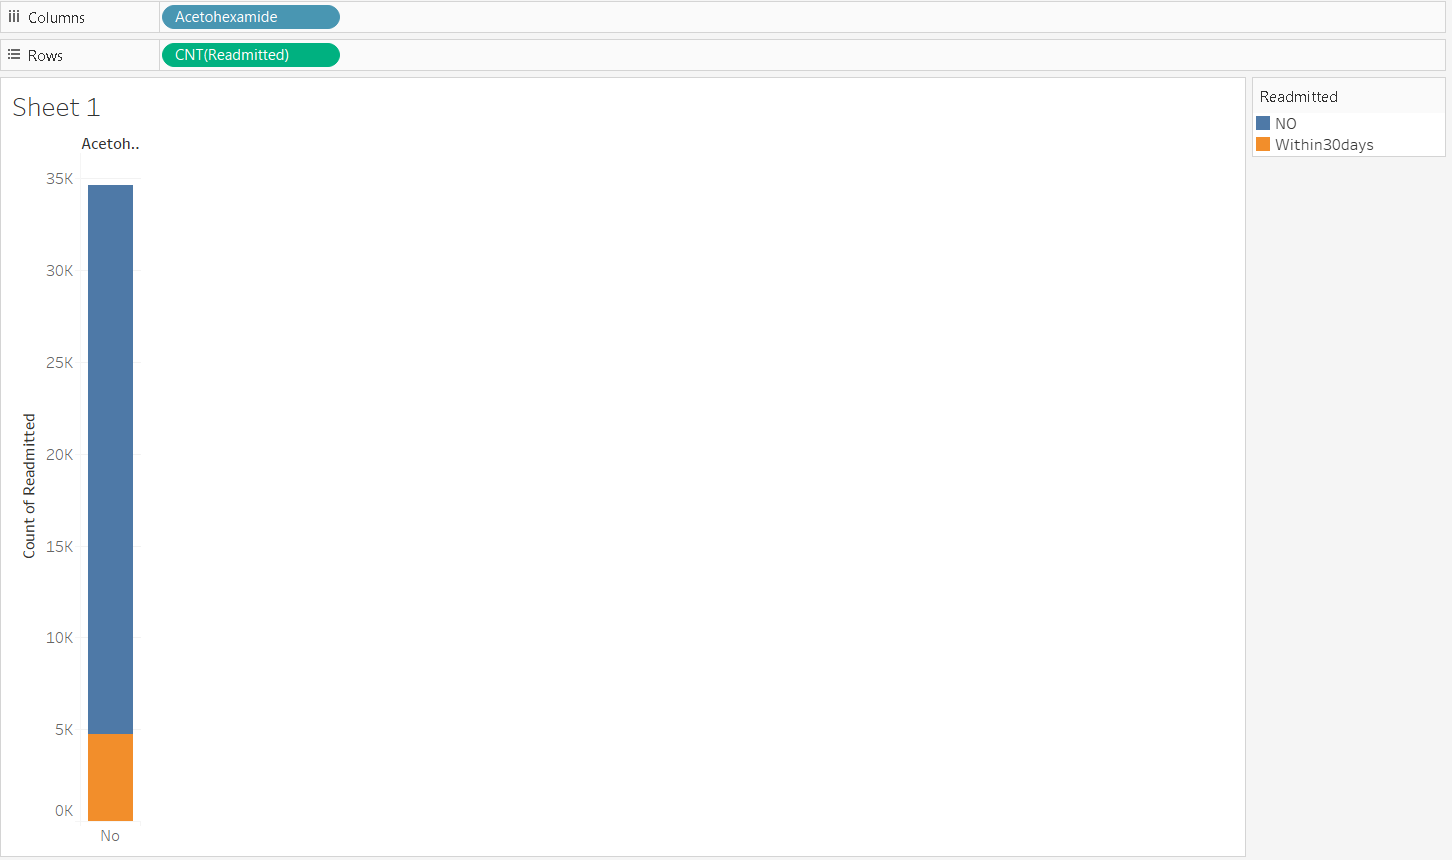 Columns
Acetohexamide
Rows
CNT(Readmitted)
Sheet 1
Acetoh..
35K
30K
25K
20K
15K
10K
5K
0K
Count of Readmitted
No
Readmitted
NO
Within30days